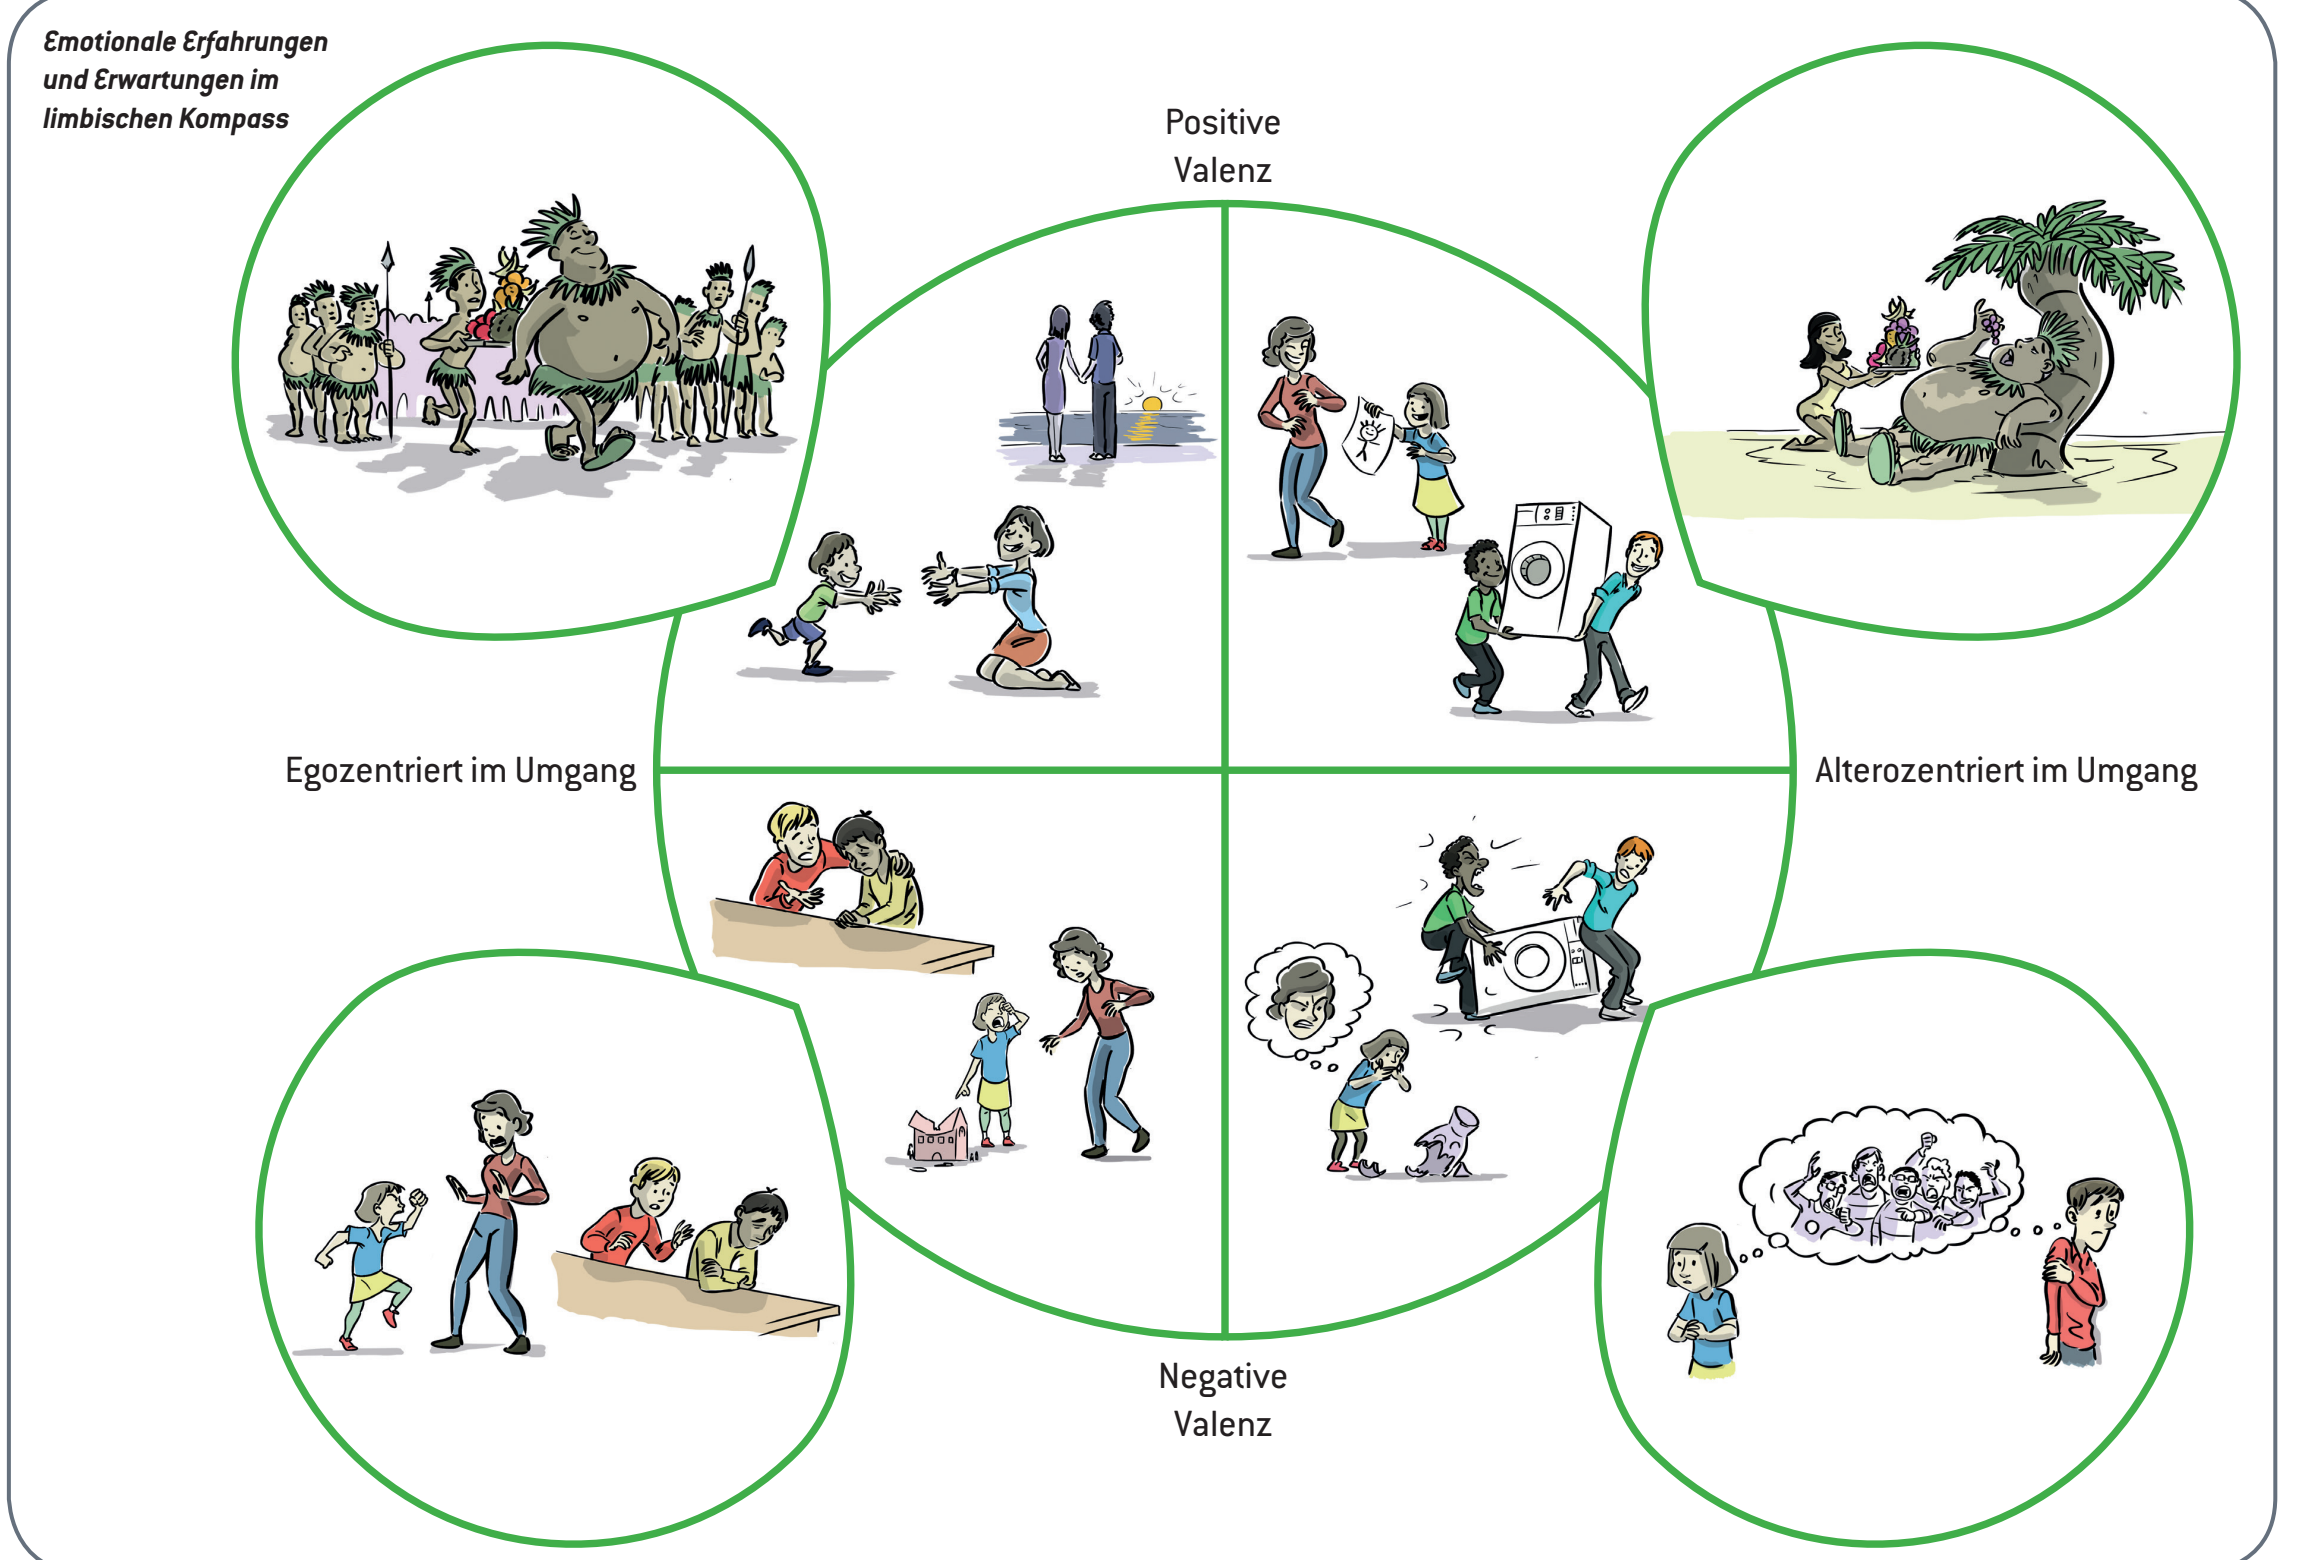 Emotionale Erfahrungen
und Erwartungen im
limbischen Kompass
Positive
Valenz
Egozentriert im Umgang
Alterozentriert im Umgang
Negative
Valenz